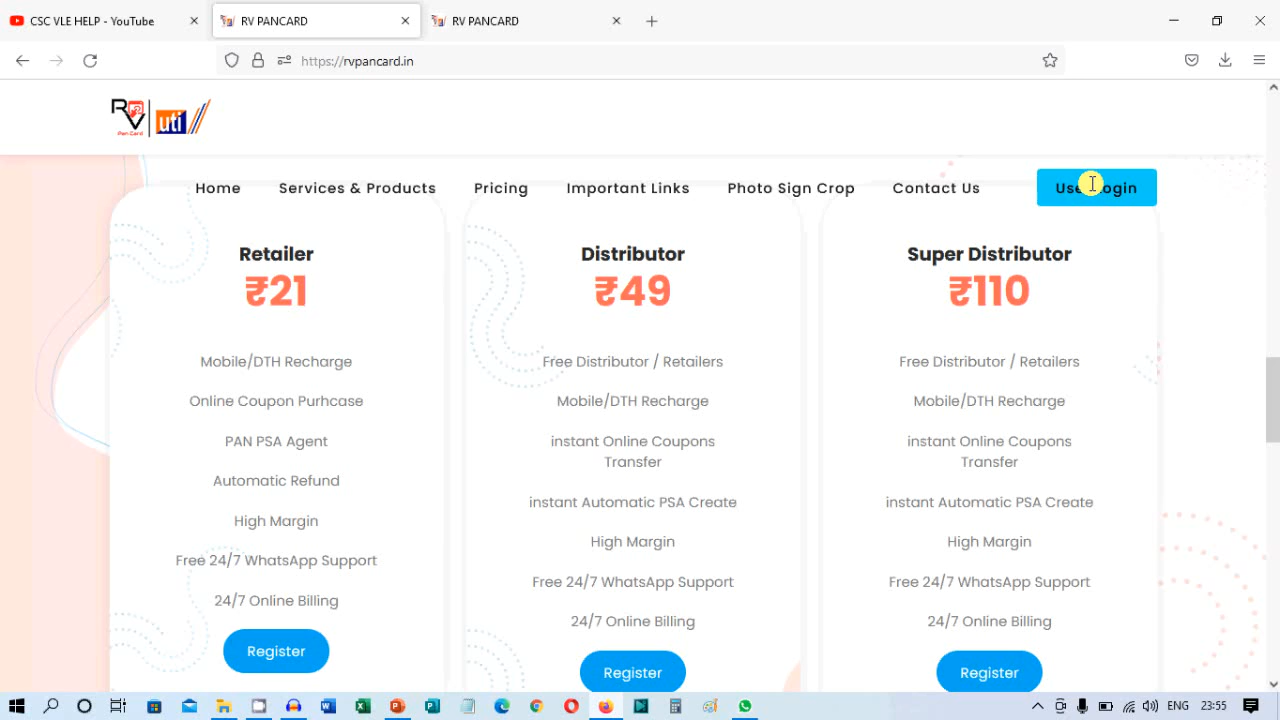 CSC VLE HELP - YouTube
RV PANCARD
RV PANCARD
https://rvpancard.in
RV
Pan Card
uti
Home Services & Products Pricing Important Links Photo Sign Crop Contact Us User Login
Retailer
₹21
Mobile/DTH Recharge
Online Coupon Purhcase
PAN PSA Agent
Automatic Refund
High Margin
Free 24/7 WhatsApp Support
24/7 Online Billing
Register
Distributor
₹49
Free Distributor / Retailers
Mobile/DTH Recharge
instant Online Coupons
Transfer
instant Automatic PSA Create
High Margin
Free 24/7 WhatsApp Support
24/7 Online Billing
Register
Super Distributor
₹110
Free Distributor / Retailers
Mobile/DTH Recharge
instant Online Coupons
Transfer
instant Automatic PSA Create
High Margin
Free 24/7 WhatsApp Support
24/7 Online Billing
Register
ENG 23:55